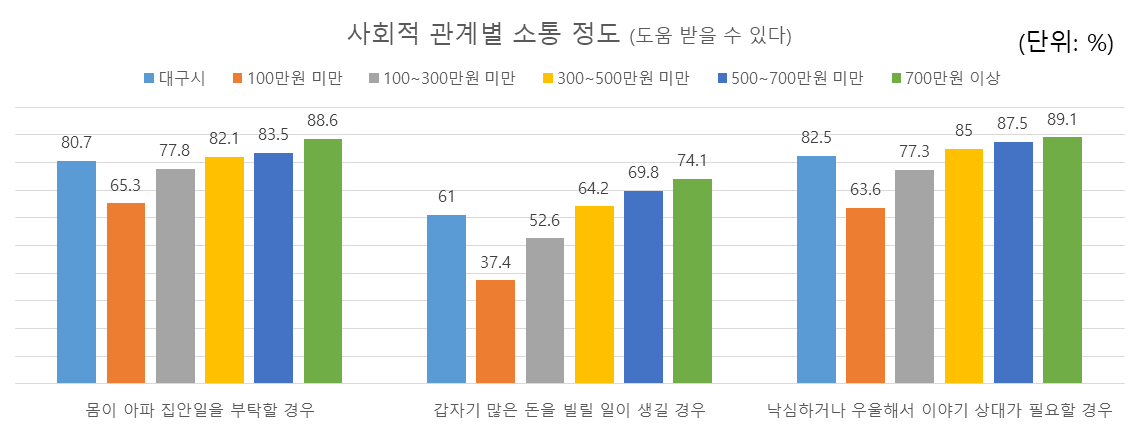 사회적 관계별 소통 정도 (도움 받을 수 있다)
(단위: %)
대구시 100만원 미만 100~300만원 미만 300~500만원 미만 500~700만원 미만 700만원 이상
80.7 65.3 77.8 82.1 83.5 88.6
61 37.4 52.6 64.2 69.8 74.1
82.5 63.6 77.3 85 87.5 89.1
몸이 아파 집안일을 부탁할 경우
갑자기 많은 돈을 빌릴 일이 생길 경우
낙심하거나 우울해서 이야기 상대가 필요할 경우